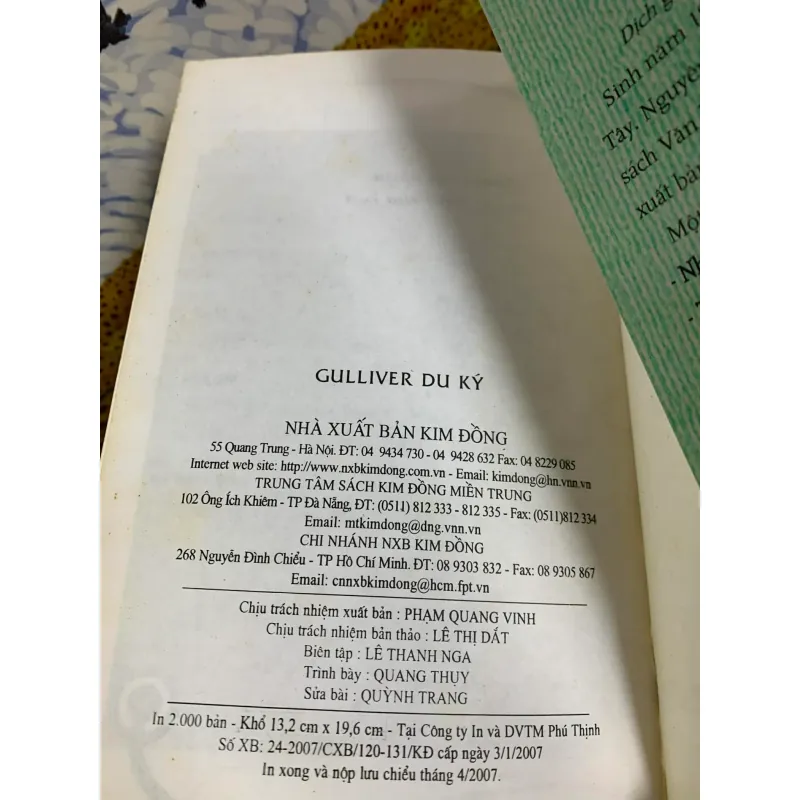 GULLIVER DU KÝ
NHÀ XUẤT BẢN KIM ĐỒNG
55 Quang Trung - Hà Nội. ĐT: 04 9434 730 - 04 9428 632 Fax: 04 8229 085
Internet web site: http://www.nxbkimdong.com.vn - Email: kimdong@hn.vnn.vn
TRUNG TÂM SÁCH KIM ĐỒNG MIỀN TRUNG
102 Ông Ích Khiêm - TP Đà Nẵng, ĐT: (0511) 812 333 - 812 335 - Fax: (0511)812 334
Email: mtkimdong@dng.vnn.vn
CHI NHÁNH NXB KIM ĐỒNG
268 Nguyễn Đình Chiểu - TP Hồ Chí Minh. ĐT: 08 9303 832 - Fax: 08 9305 867
Email: cnnxbkimdong@hcm.fpt.vn
Chịu trách nhiệm xuất bản : PHẠM QUANG VINH
Chịu trách nhiệm bản thảo : LÊ THỊ DẮT
Biên tập : LÊ THANH NGA
Trình bày : QUANG THỤY
Sửa bài : QUỲNH TRANG
In 2.000 bản - Khổ 13,2 cm x 19,6 cm - Tại Công ty In và DVTM Phú Thịnh
Số XB: 24-2007/CXB/120-131/KĐ cấp ngày 3/1/2007
In xong và nộp lưu chiểu tháng 4/2007.
Dịch
Sinh năm
Tây. Nguyên
sách Văn
xuất bản